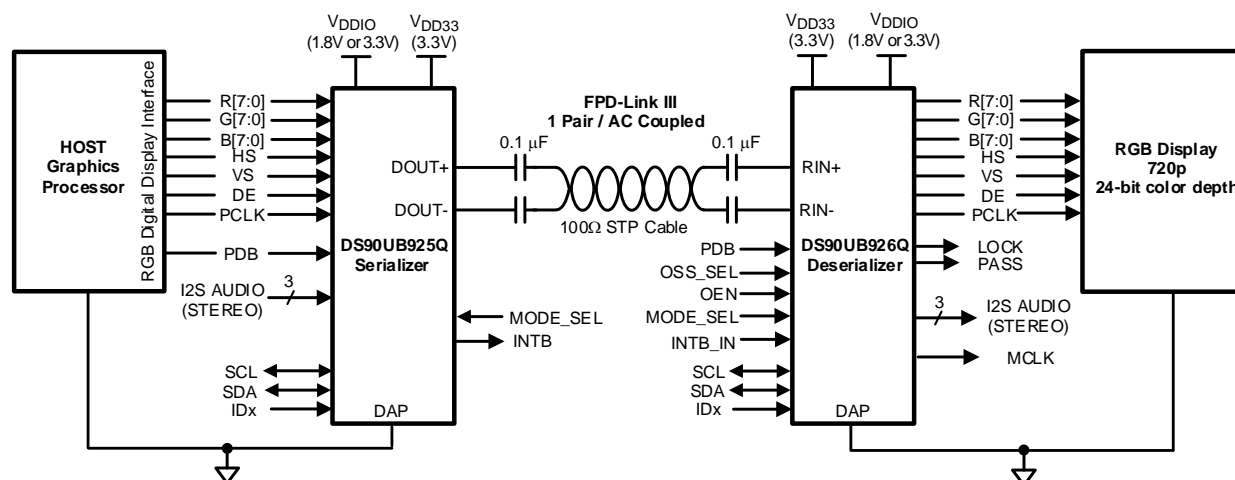 VDDIO
(1.8V or 3.3V)
VDD33
(3.3V)
VDD33
(3.3V)
VDDIO
(1.8V or 3.3V)
HOST
Graphics
Processor
RGB Digital Display Interface
R[7:0]
G[7:0]
B[7:0]
HS
VS
DE
PCLK
PDB
I2S AUDIO
(STEREO)
3
SCL
SDA
IDx
DOUT+
DOUT-
DS90UB925Q
Serializer
DAP
MODE_SEL
INTB
FPD-Link III
1 Pair / AC Coupled
0.1 μF
0.1 μF
100Ω STP Cable
PDB
OSS_SEL
OEN
MODE_SEL
INTB_IN
SCL
SDA
IDx
RIN+
RIN-
DS90UB926Q
Deserializer
DAP
R[7:0]
G[7:0]
B[7:0]
HS
VS
DE
PCLK
LOCK
PASS
3
I2S AUDIO
(STEREO)
MCLK
RGB Display
720p
24-bit color depth